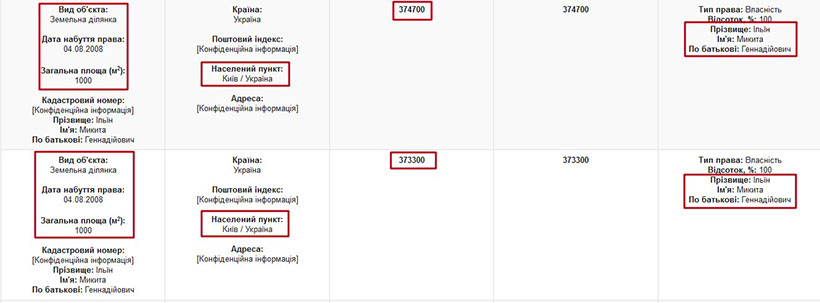 Вид об'єкта:
Земельна ділянка
Дата набуття права:
04.08.2008
Загальна площа (м²):
1000
Кадастровий номер:
[Конфіденційна інформація]
Прізвище: Ільїн
Ім'я: Микита
По батькові: Геннадійович
Країна:
Україна
Поштовий індекс:
[Конфіденційна інформація]
Населений пункт:
Київ / Україна
Адреса:
[Конфіденційна інформація]
374700
374700
Тип права: Власність
Відсоток, %: 100
Прізвище: Ільїн
Ім'я: Микита
По батькові: Геннадійович
Вид об'єкта:
Земельна ділянка
Дата набуття права:
04.08.2008
Загальна площа (м²):
1000
Кадастровий номер:
[Конфіденційна інформація]
Прізвище: Ільїн
Ім'я: Микита
По батькові: Геннадійович
Країна:
Україна
Поштовий індекс:
[Конфіденційна інформація]
Населений пункт:
Київ / Україна
Адреса:
[Конфіденційна інформація]
373300
373300
Тип права: Власність
Відсоток, %: 100
Прізвище: Ільїн
Ім'я: Микита
По батькові: Геннадійович